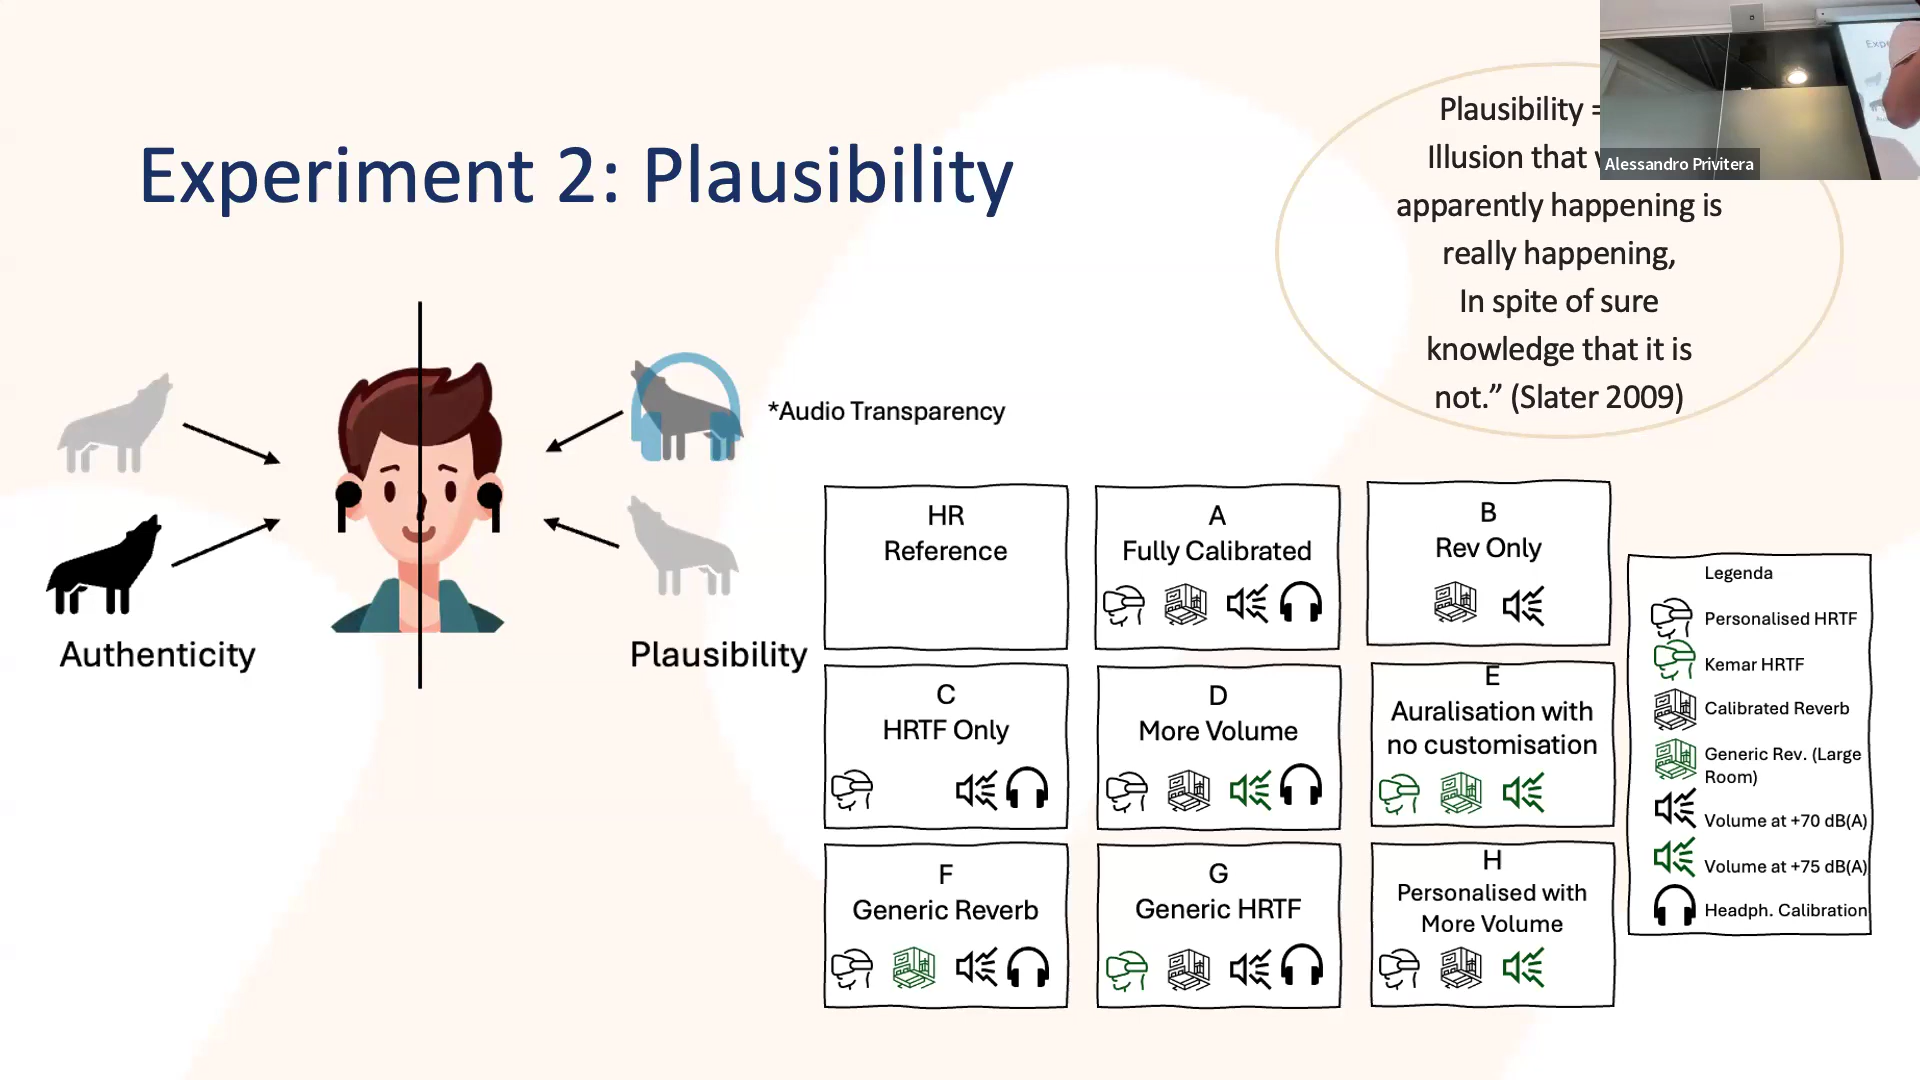 Experiment 2: Plausibility
Plausibility =
Illusion that
apparently happening is
really happening,
In spite of sure
knowledge that it is
not.” (Slater 2009)
Alessandro Privitera
*Audio Transparency
Authenticity
Plausibility
HR
Reference
A
Fully Calibrated
B
Rev Only
C
HRTF Only
D
More Volume
E
Auralisation with
no customisation
F
Generic Reverb
G
Generic HRTF
H
Personalised with
More Volume
Legenda
Personalised HRTF
Kemar HRTF
Calibrated Reverb
Generic Rev. (Large
Room)
Volume at +70 dB(A)
Volume at +75 dB(A)
Headph. Calibration